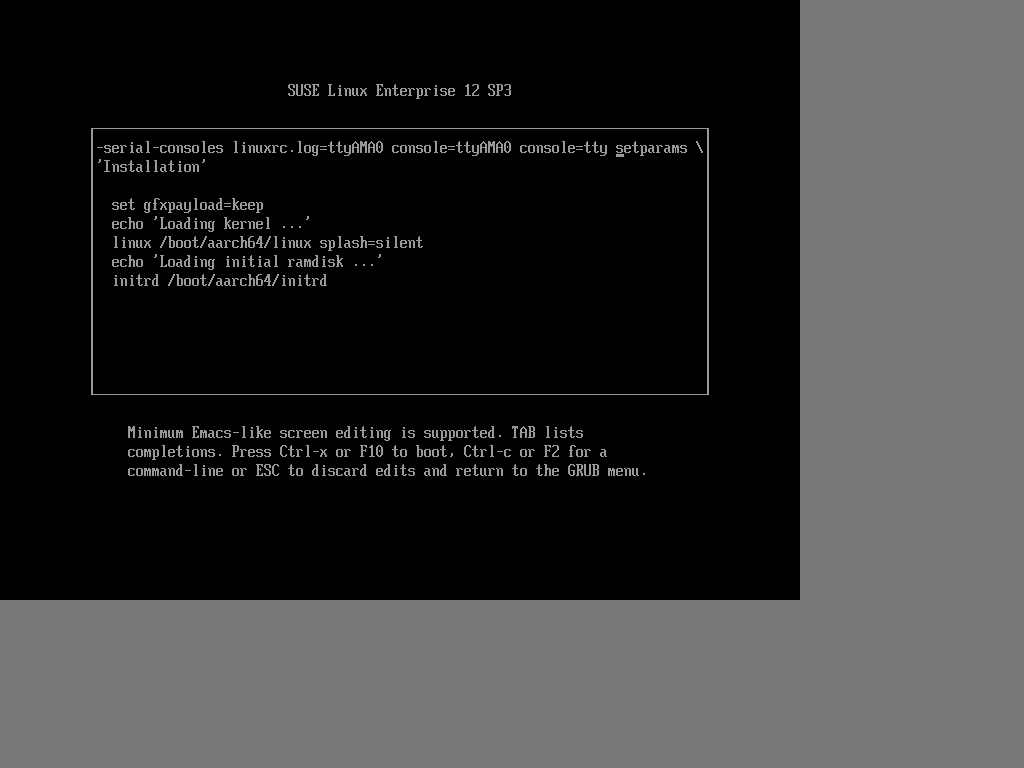 SUSE Linux Enterprise 12 SP3
-serial-consoles linuxrc.log=ttyAMA0 console=ttyAMA0 console=tty setparams \
'Installation'
set gfxpayload=keep
echo 'Loading kernel ...'
linux /boot/aarch64/linux splash=silent
echo 'Loading initial ramdisk ...'
initrd /boot/aarch64/initrd
Minimum Emacs-like screen editing is supported. TAB lists
completions. Press Ctrl-x or F10 to boot, Ctrl-c or F2 for a
command-line or ESC to discard edits and return to the GRUB menu.